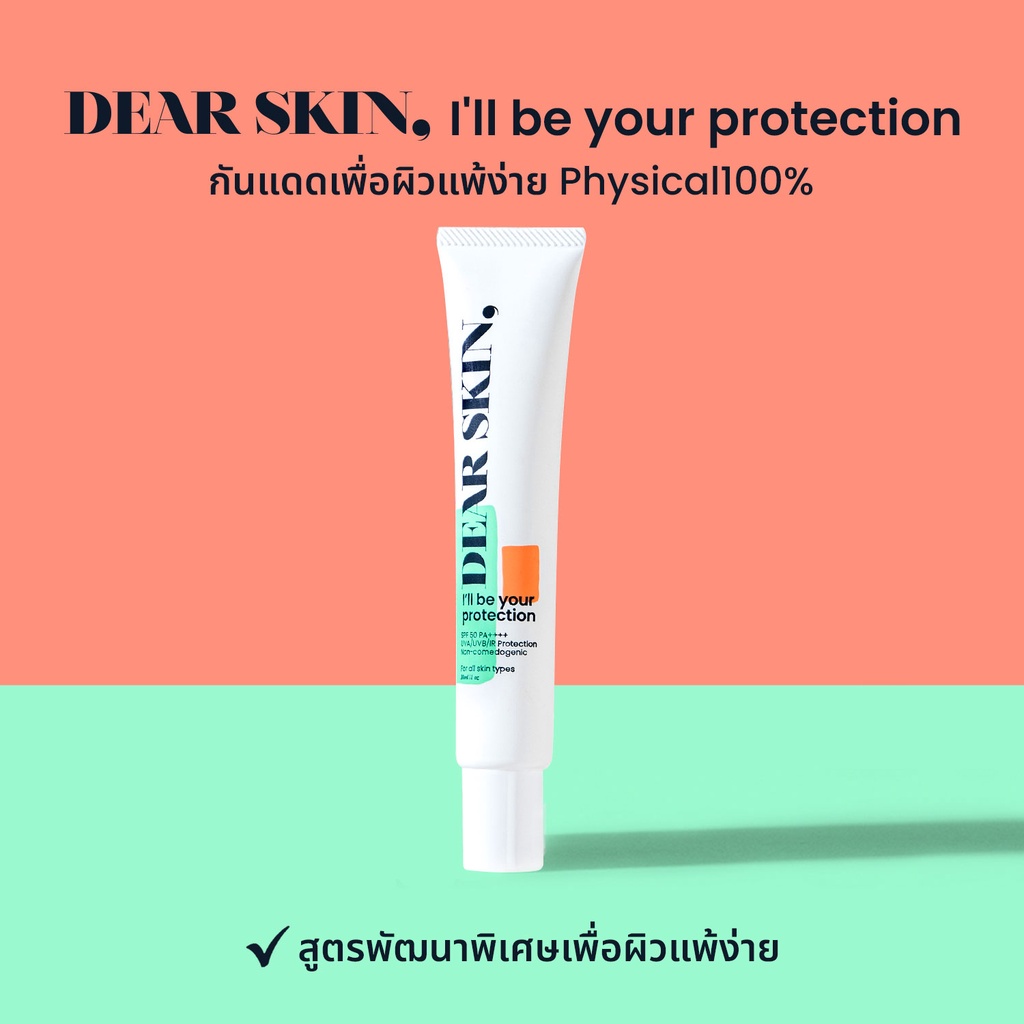 DEAR SKIN, I'll be your protection
กันแดดเพื่อผิวแพ้ง่าย Physical100%
DEAR SKIN,
I'll be your
protection
SPF 50 PA++++
UVA/UVB/IR Protection
Non-comedogenic
For all skin types
✓ สูตรพัฒนาพิเศษเพื่อผิวแพ้ง่าย